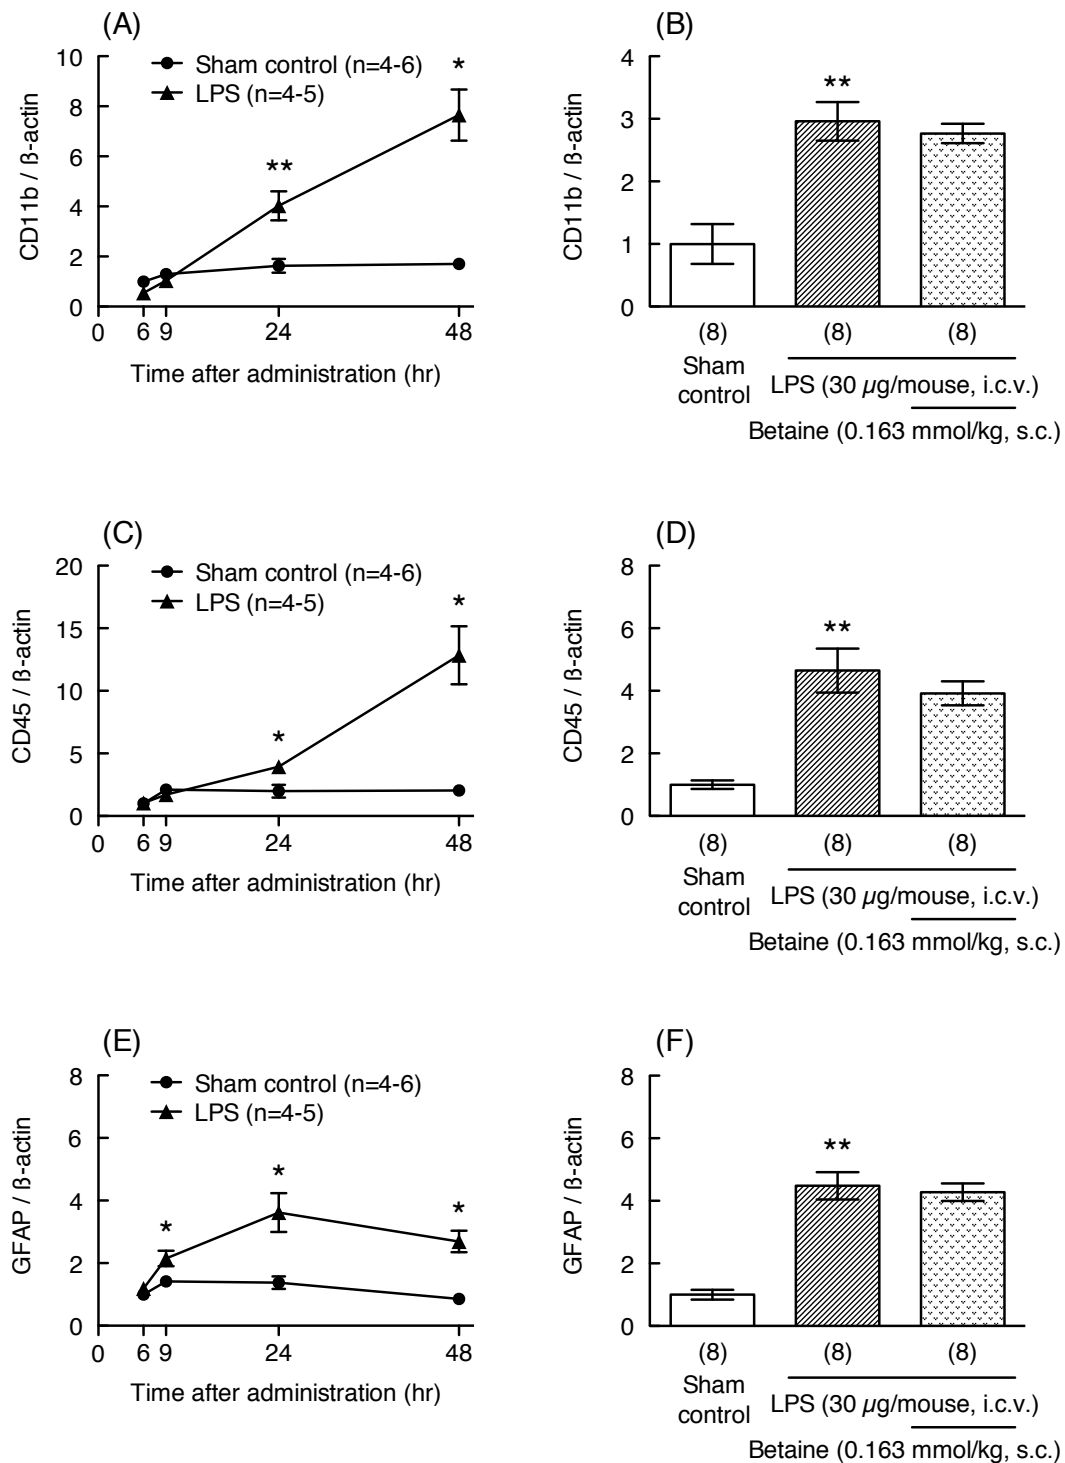 (A)
10
8
6
4
2
0
CD11b / ß-actin
Sham control (n=4-6)
LPS (n=4-5)
**
*
0 6 9 24 48
Time after administration (hr)
(B)
4
3
2
1
0
CD11b / ß-actin
**
(8) (8) (8)
Sham
control
LPS (30 µg/mouse, i.c.v.)
Betaine (0.163 mmol/kg, s.c.)
(C)
20
15
10
5
0
CD45 / ß-actin
Sham control (n=4-6)
LPS (n=4-5)
*
*
0 6 9 24 48
Time after administration (hr)
(D)
8
6
4
2
0
CD45 / ß-actin
**
(8) (8) (8)
Sham
control
LPS (30 µg/mouse, i.c.v.)
Betaine (0.163 mmol/kg, s.c.)
(E)
8
6
4
2
0
GFAP / ß-actin
Sham control (n=4-6)
LPS (n=4-5)
*
*
*
0 6 9 24 48
Time after administration (hr)
(F)
8
6
4
2
0
GFAP / ß-actin
**
(8) (8) (8)
Sham
control
LPS (30 µg/mouse, i.c.v.)
Betaine (0.163 mmol/kg, s.c.)